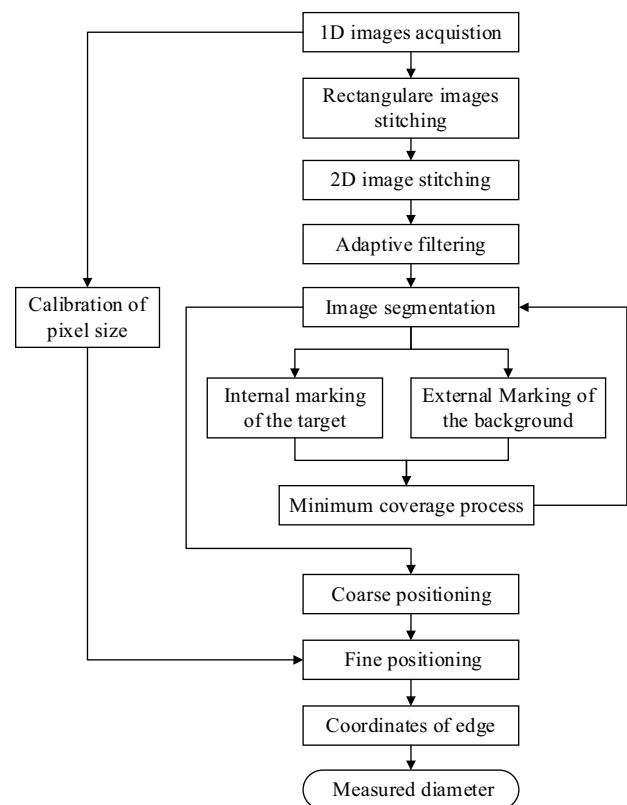 1D images acquistion
Rectangulare images
stitching
2D image stitching
Adaptive filtering
Calibration of
pixel size
Image segmentation
Internal marking
of the target
External Marking of
the background
Minimum coverage process
Coarse positioning
Fine positioning
Coordinates of edge
Measured diameter